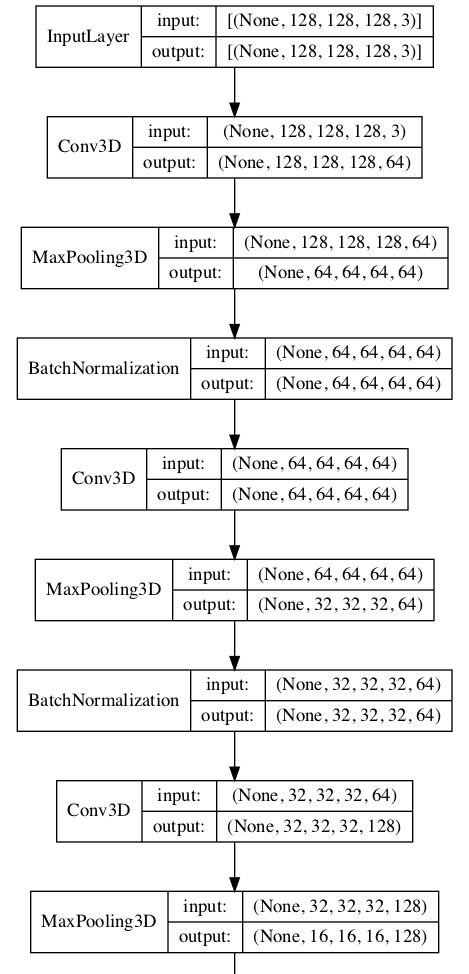 InputLayer input: [(None, 128, 128, 128, 3)]
output: [(None, 128, 128, 128, 3)]
Conv3D input: (None, 128, 128, 128, 3)
output: (None, 128, 128, 128, 64)
MaxPooling3D input: (None, 128, 128, 128, 64)
output: (None, 64, 64, 64, 64)
BatchNormalization input: (None, 64, 64, 64, 64)
output: (None, 64, 64, 64, 64)
Conv3D input: (None, 64, 64, 64, 64)
output: (None, 64, 64, 64, 64)
MaxPooling3D input: (None, 64, 64, 64, 64)
output: (None, 32, 32, 32, 64)
BatchNormalization input: (None, 32, 32, 32, 64)
output: (None, 32, 32, 32, 64)
Conv3D input: (None, 32, 32, 32, 64)
output: (None, 32, 32, 32, 128)
MaxPooling3D input: (None, 32, 32, 32, 128)
output: (None, 16, 16, 16, 128)